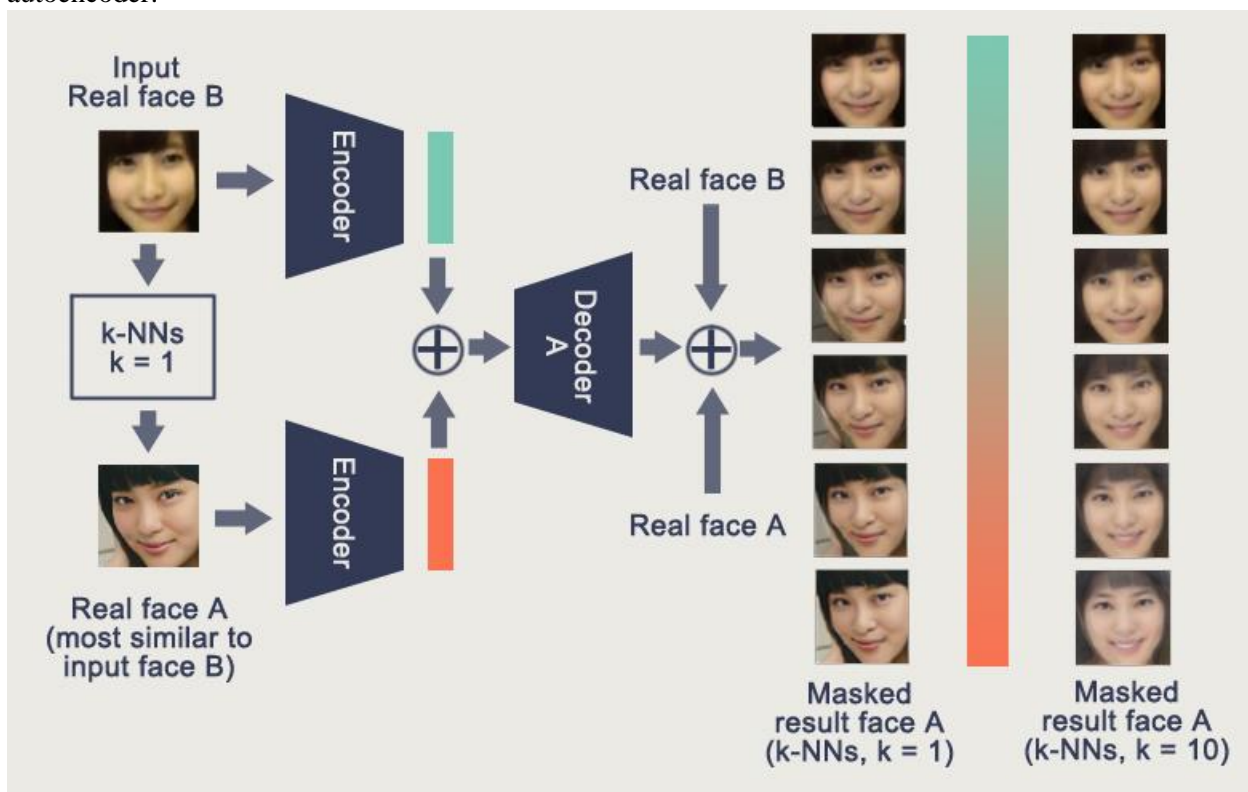 Input
Real face B
Encoder
k-NNs
k = 1
Real face A
(most similar to
input face B)
Encoder
Decoder
A
Real face B
Real face A
Masked
result face A
(k-NNs, k = 1)
Masked
result face A
(k-NNs, k = 10)